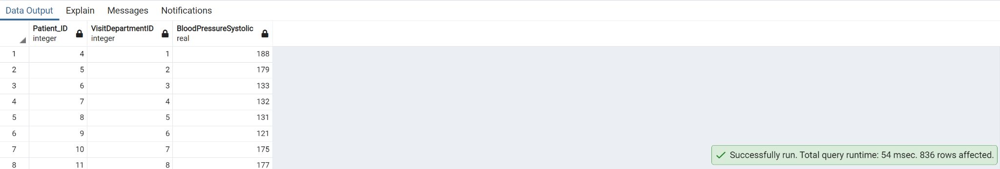 Data Output Explain Messages Notifications
Patient_ID VisitDepartmentID BloodPressureSystolic
integer integer real
1 4 1 188
2 5 2 179
3 6 3 133
4 7 4 132
5 8 5 131
6 9 6 121
7 10 7 175
Successfully run. Total query runtime: 54 msec. 836 rows affected.
8 11 8 177